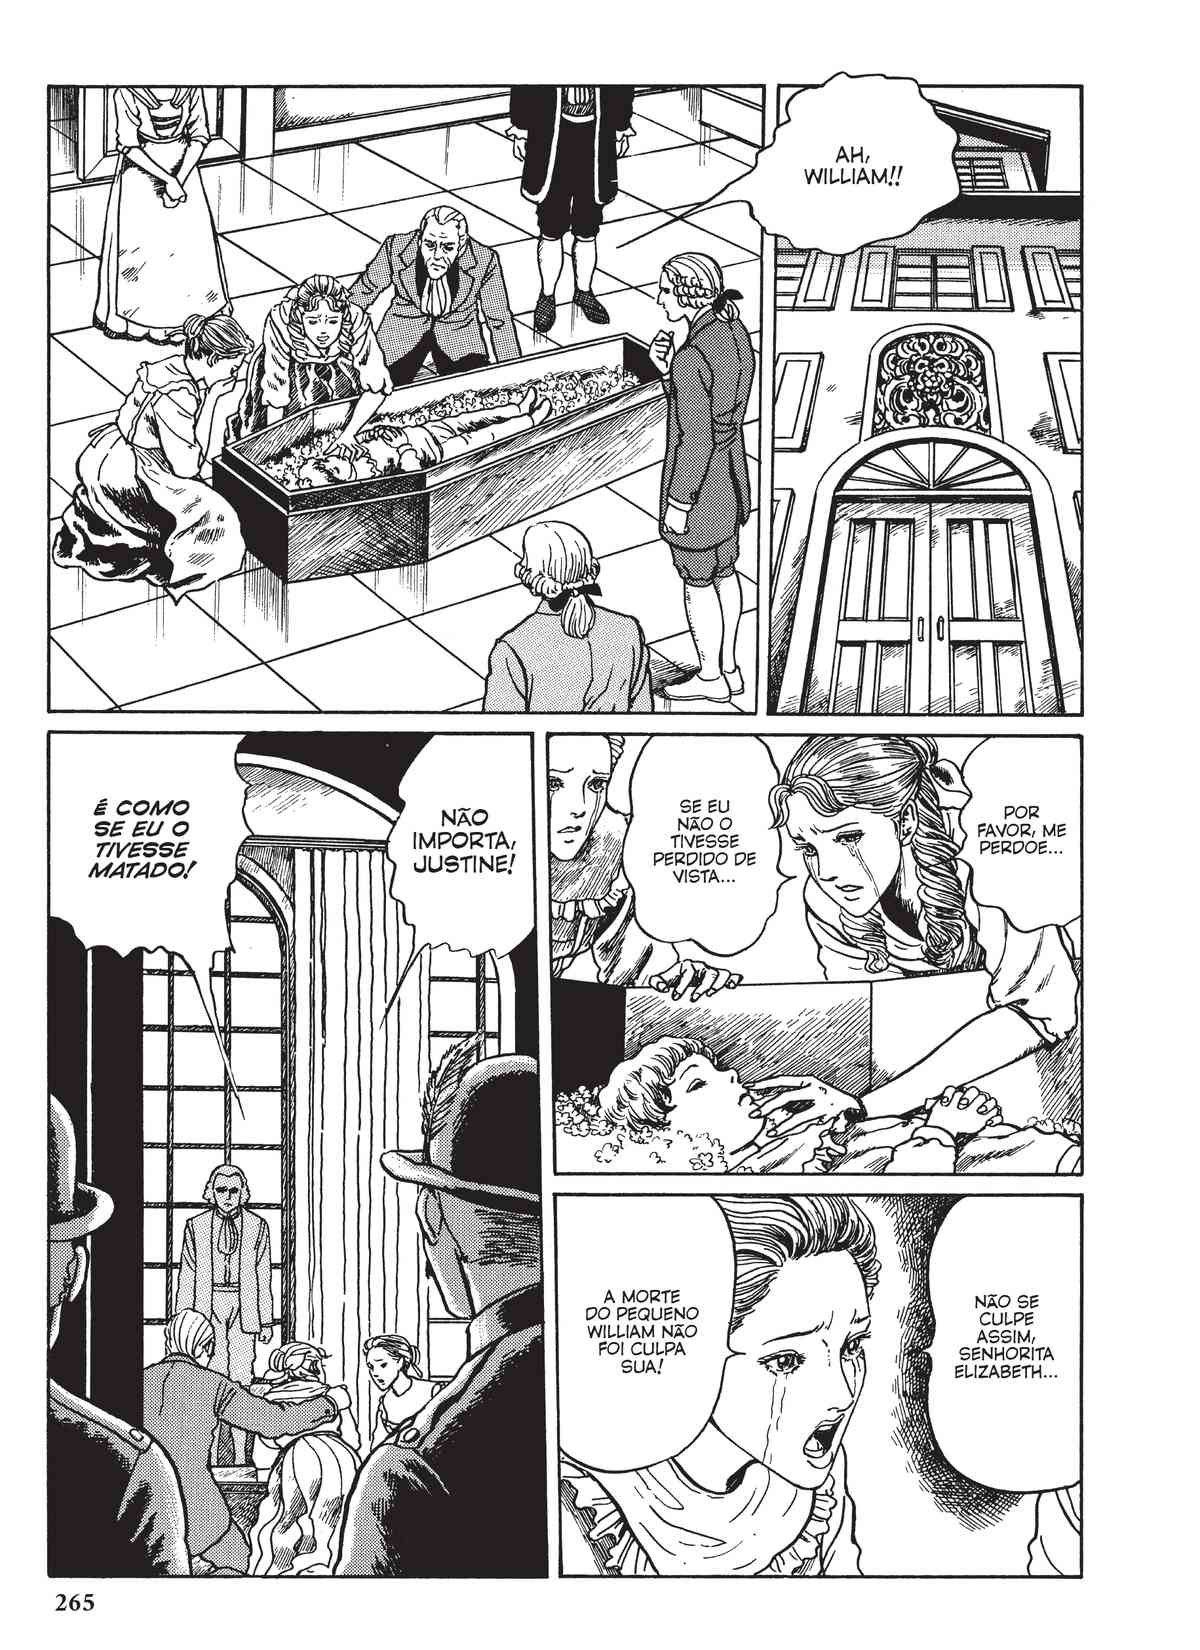 AH,
WILLIAM!!
POR
FAVOR, ME
PERDOE...
SE EU
NÃO O
TIVESSE
PERDIDO DE
VISTA...
NÃO SE
CULPE
ASSIM,
SENHORITA
ELIZABETH...
A MORTE
DO PEQUENO
WILLIAM NÃO
FOI CULPA
SUA!
NÃO
IMPORTA,
JUSTINE!
É COMO
SE EU O
TIVESSE
MATADO!
265